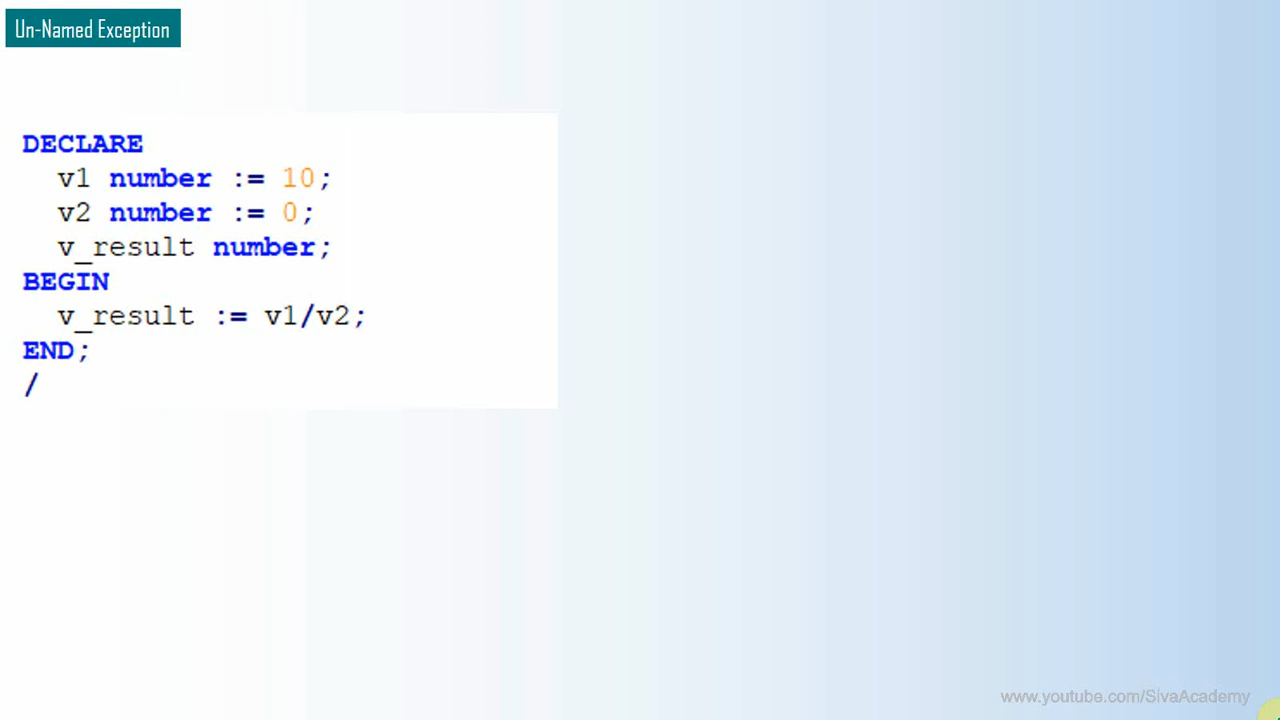 Un-Named Exception
DECLARE
v1 number := 10;
v2 number := 0;
v_result number;
BEGIN
v_result := v1/v2;
END;
/
www.youtube.com/SivaAcademy